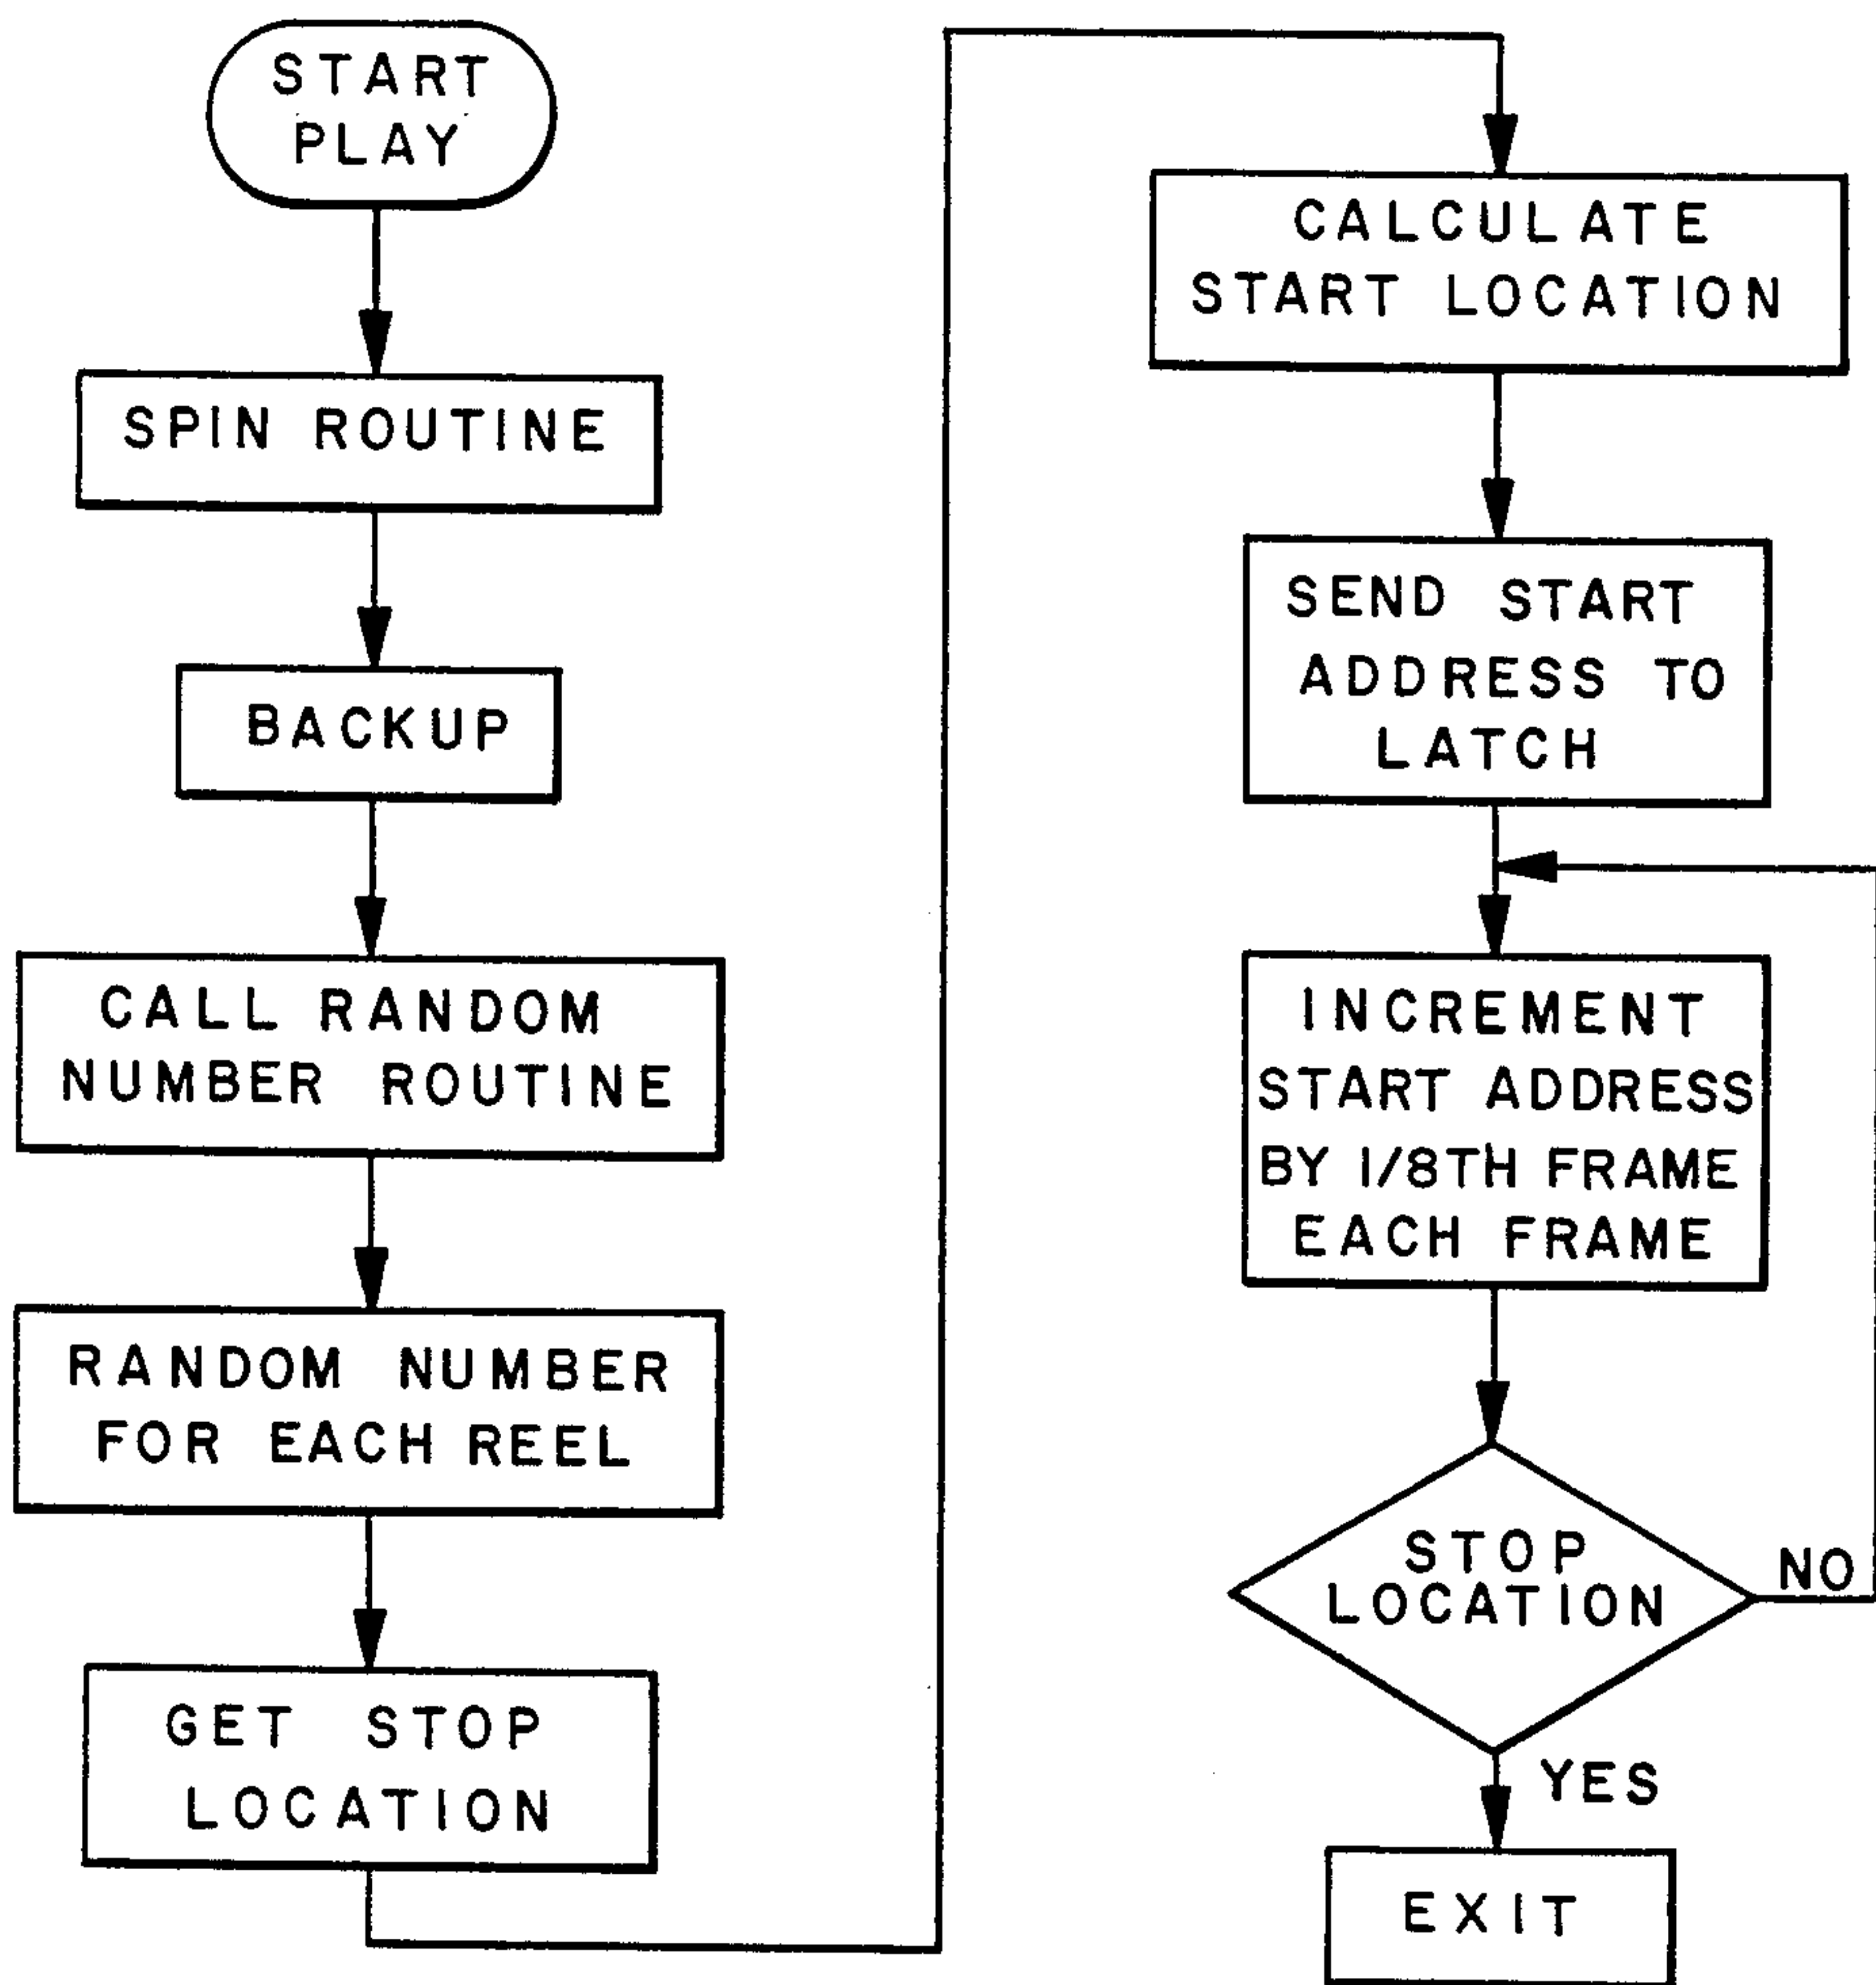 START
PLAY
SPIN ROUTINE
BACKUP
CALL RANDOM
NUMBER ROUTINE
RANDOM NUMBER
FOR EACH REEL
GET STOP
LOCATION
CALCULATE
START LOCATION
SEND START
ADDRESS TO
LATCH
INCREMENT
START ADDRESS
BY 1/8TH FRAME
EACH FRAME
STOP
LOCATION
NO
YES
EXIT